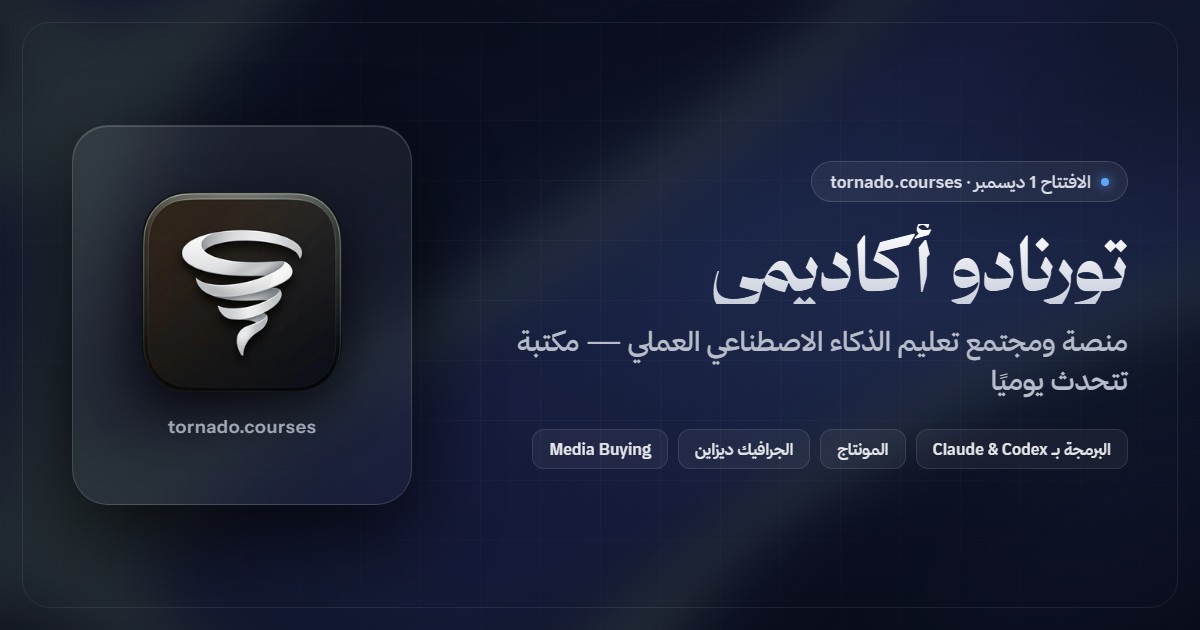 الافتتاح 1 ديسمبر · tornado.courses
تورنادو أكاديمي
منصة ومجتمع تعليم الذكاء الاصطناعي العملي — مكتبة
تتحدث يوميًا
البرمجة بـ Claude & Codex
المونتاج
الجرافيك ديزاين
Media Buying
tornado.courses